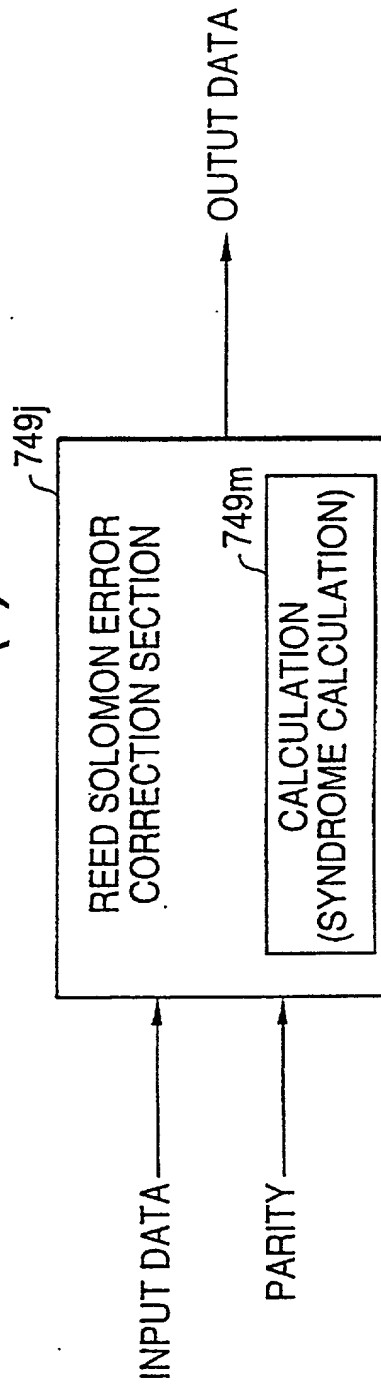 749j
REED SOLOMON ERROR
CORRECTION SECTION
749m
CALCULATION
(SYNDROME CALCULATION)
INPUT DATA
PARITY
OUTUT DATA